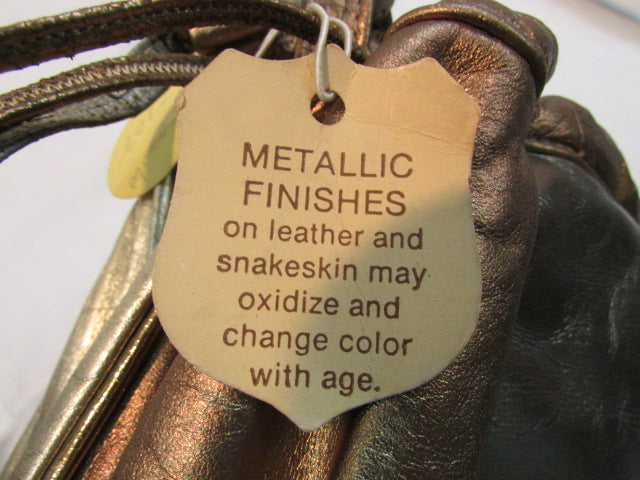 METALLIC
FINISHES
on leather and
snakeskin may
oxidize and
change color
with age.